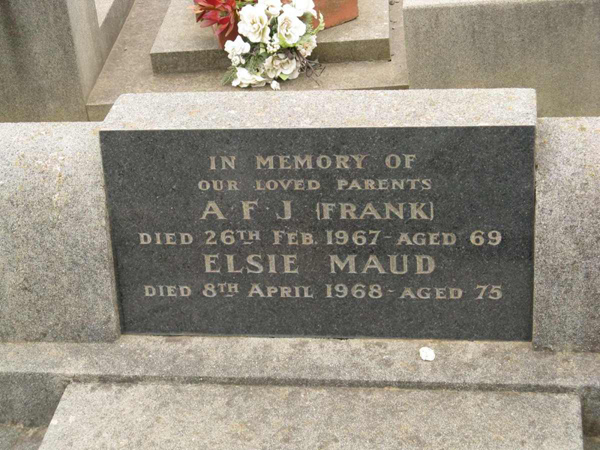 IN MEMORY OF
OUR LOVED PARENTS
A F J (FRANK)
DIED 26TH FEB. 1967 - AGED 69
ELSIE MAUD
DIED 8TH APRIL 1968 - AGED 75